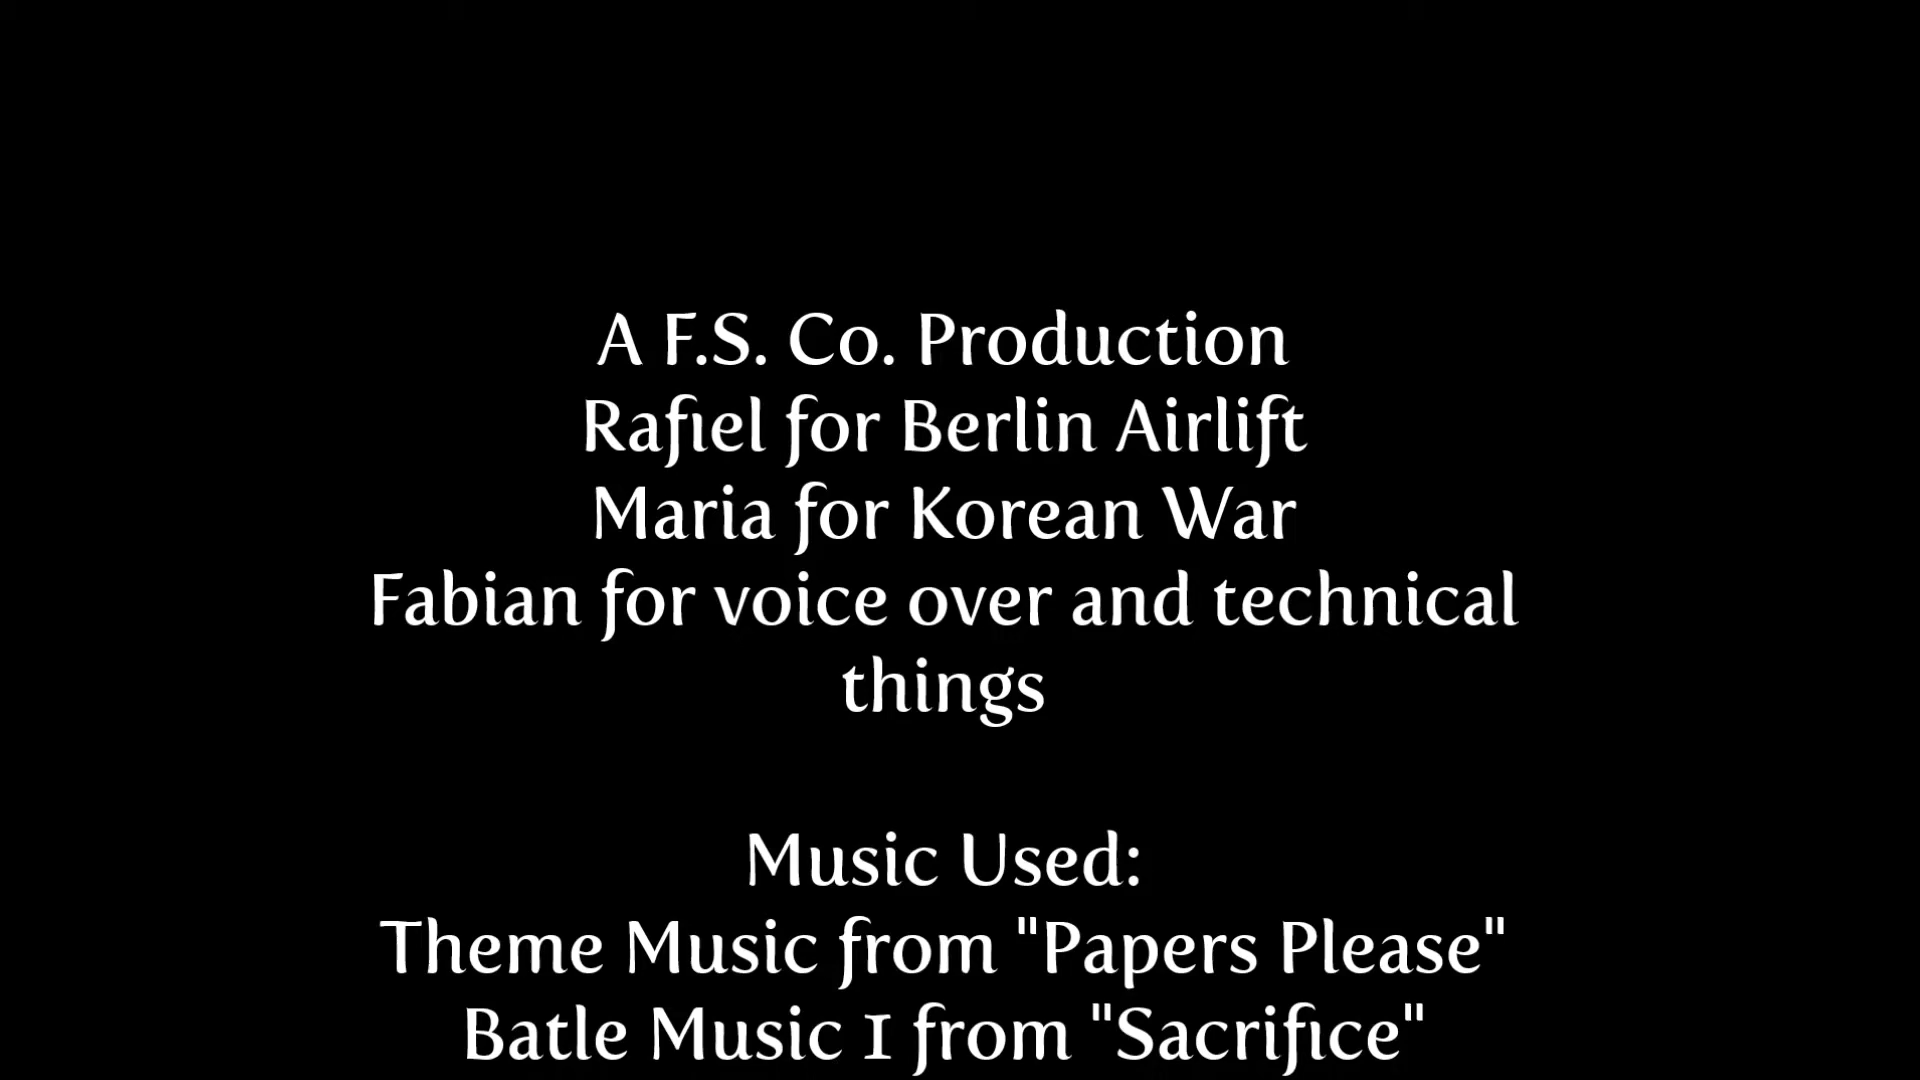 A F.S. Co. Production
Rafiel for Berlin Airlift
Maria for Korean War
Fabian for voice over and technical
things
Music Used:
Theme Music from "Papers Please"
Batle Music 1 from "Sacrifice"